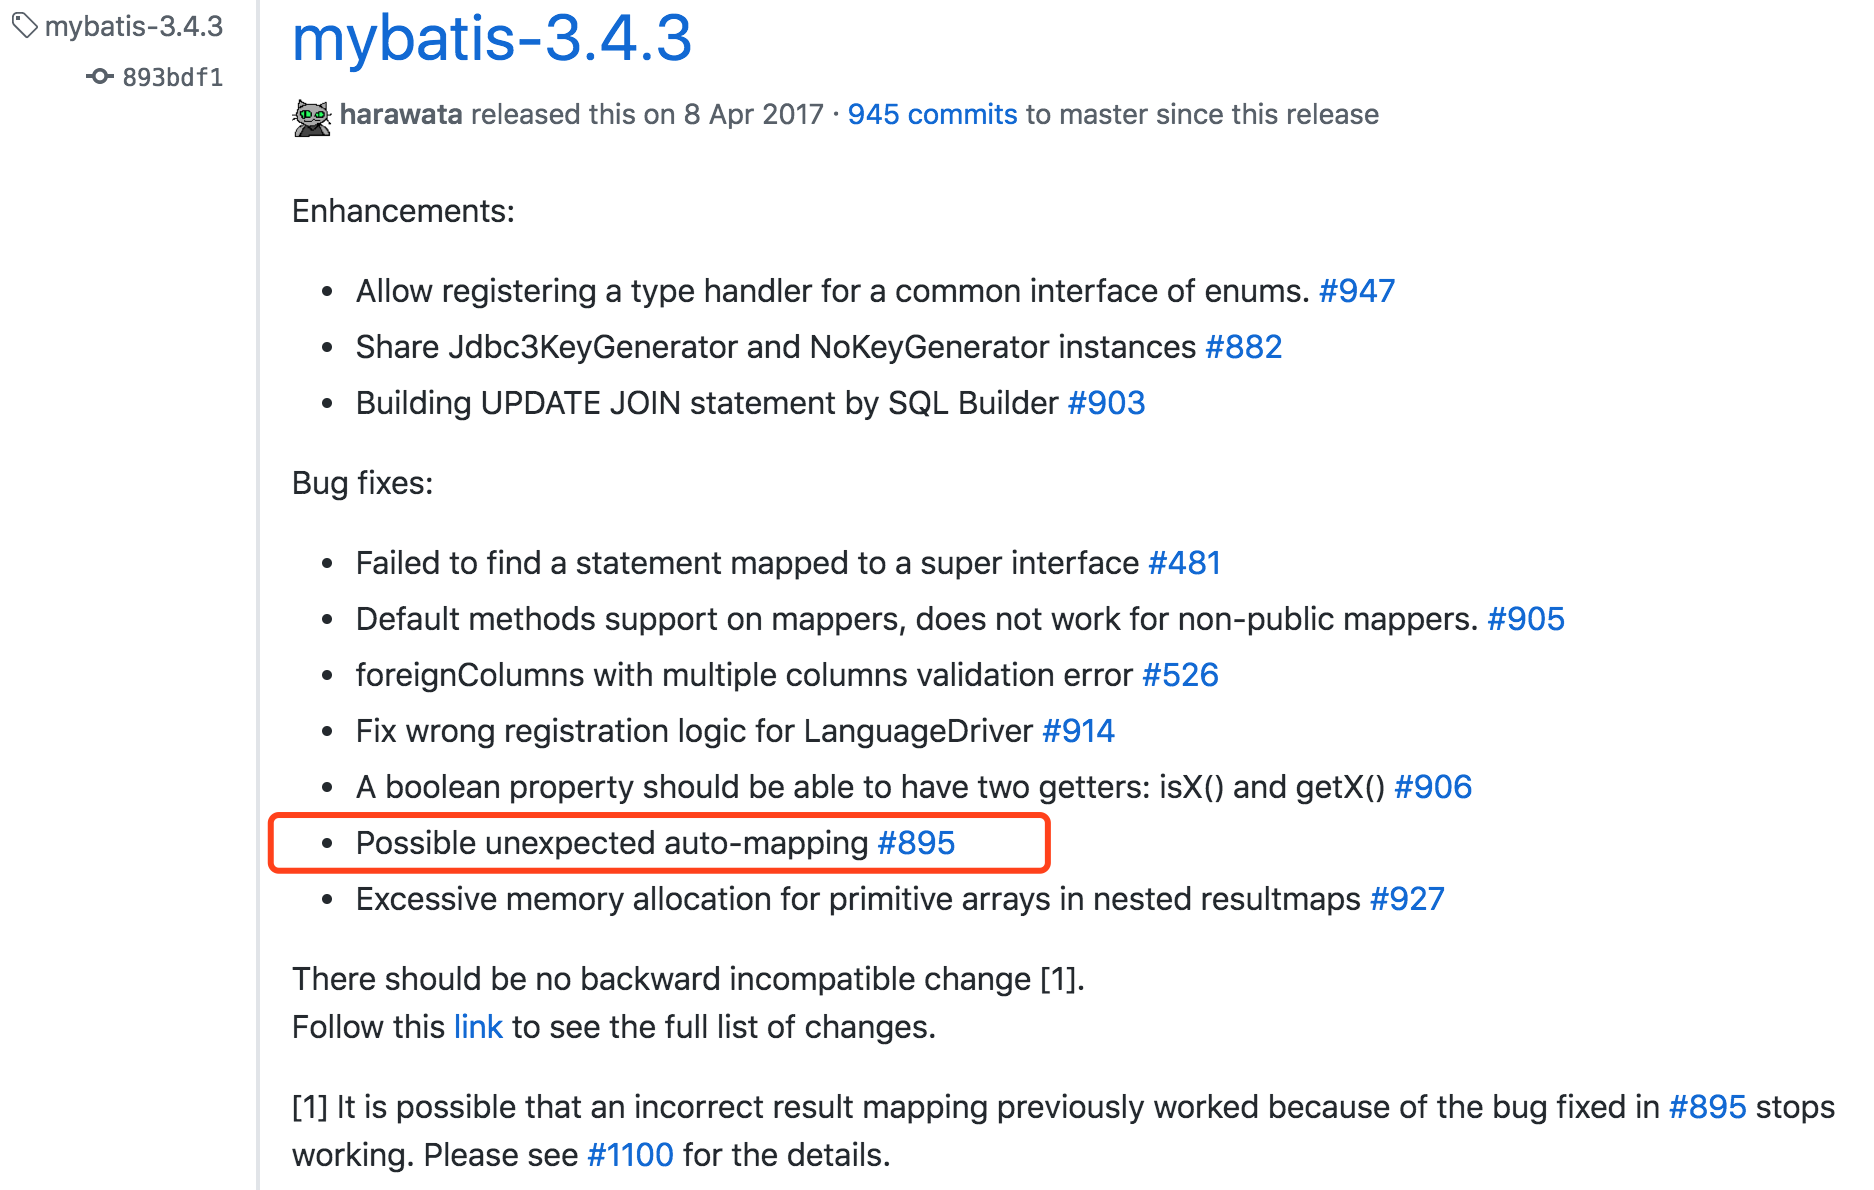 mybatis-3.4.3
893bdf1
mybatis-3.4.3
harawata released this on 8 Apr 2017 · 945 commits to master since this release
Enhancements:
• Allow registering a type handler for a common interface of enums. #947
• Share Jdbc3KeyGenerator and NoKeyGenerator instances #882
• Building UPDATE JOIN statement by SQL Builder #903
Bug fixes:
• Failed to find a statement mapped to a super interface #481
• Default methods support on mappers, does not work for non-public mappers. #905
• foreignColumns with multiple columns validation error #526
• Fix wrong registration logic for LanguageDriver #914
• A boolean property should be able to have two getters: isX() and getX() #906
• Possible unexpected auto-mapping #895
• Excessive memory allocation for primitive arrays in nested resultmaps #927
There should be no backward incompatible change [1].
Follow this link to see the full list of changes.
[1] It is possible that an incorrect result mapping previously worked because of the bug fixed in #895 stops
working. Please see #1100 for the details.